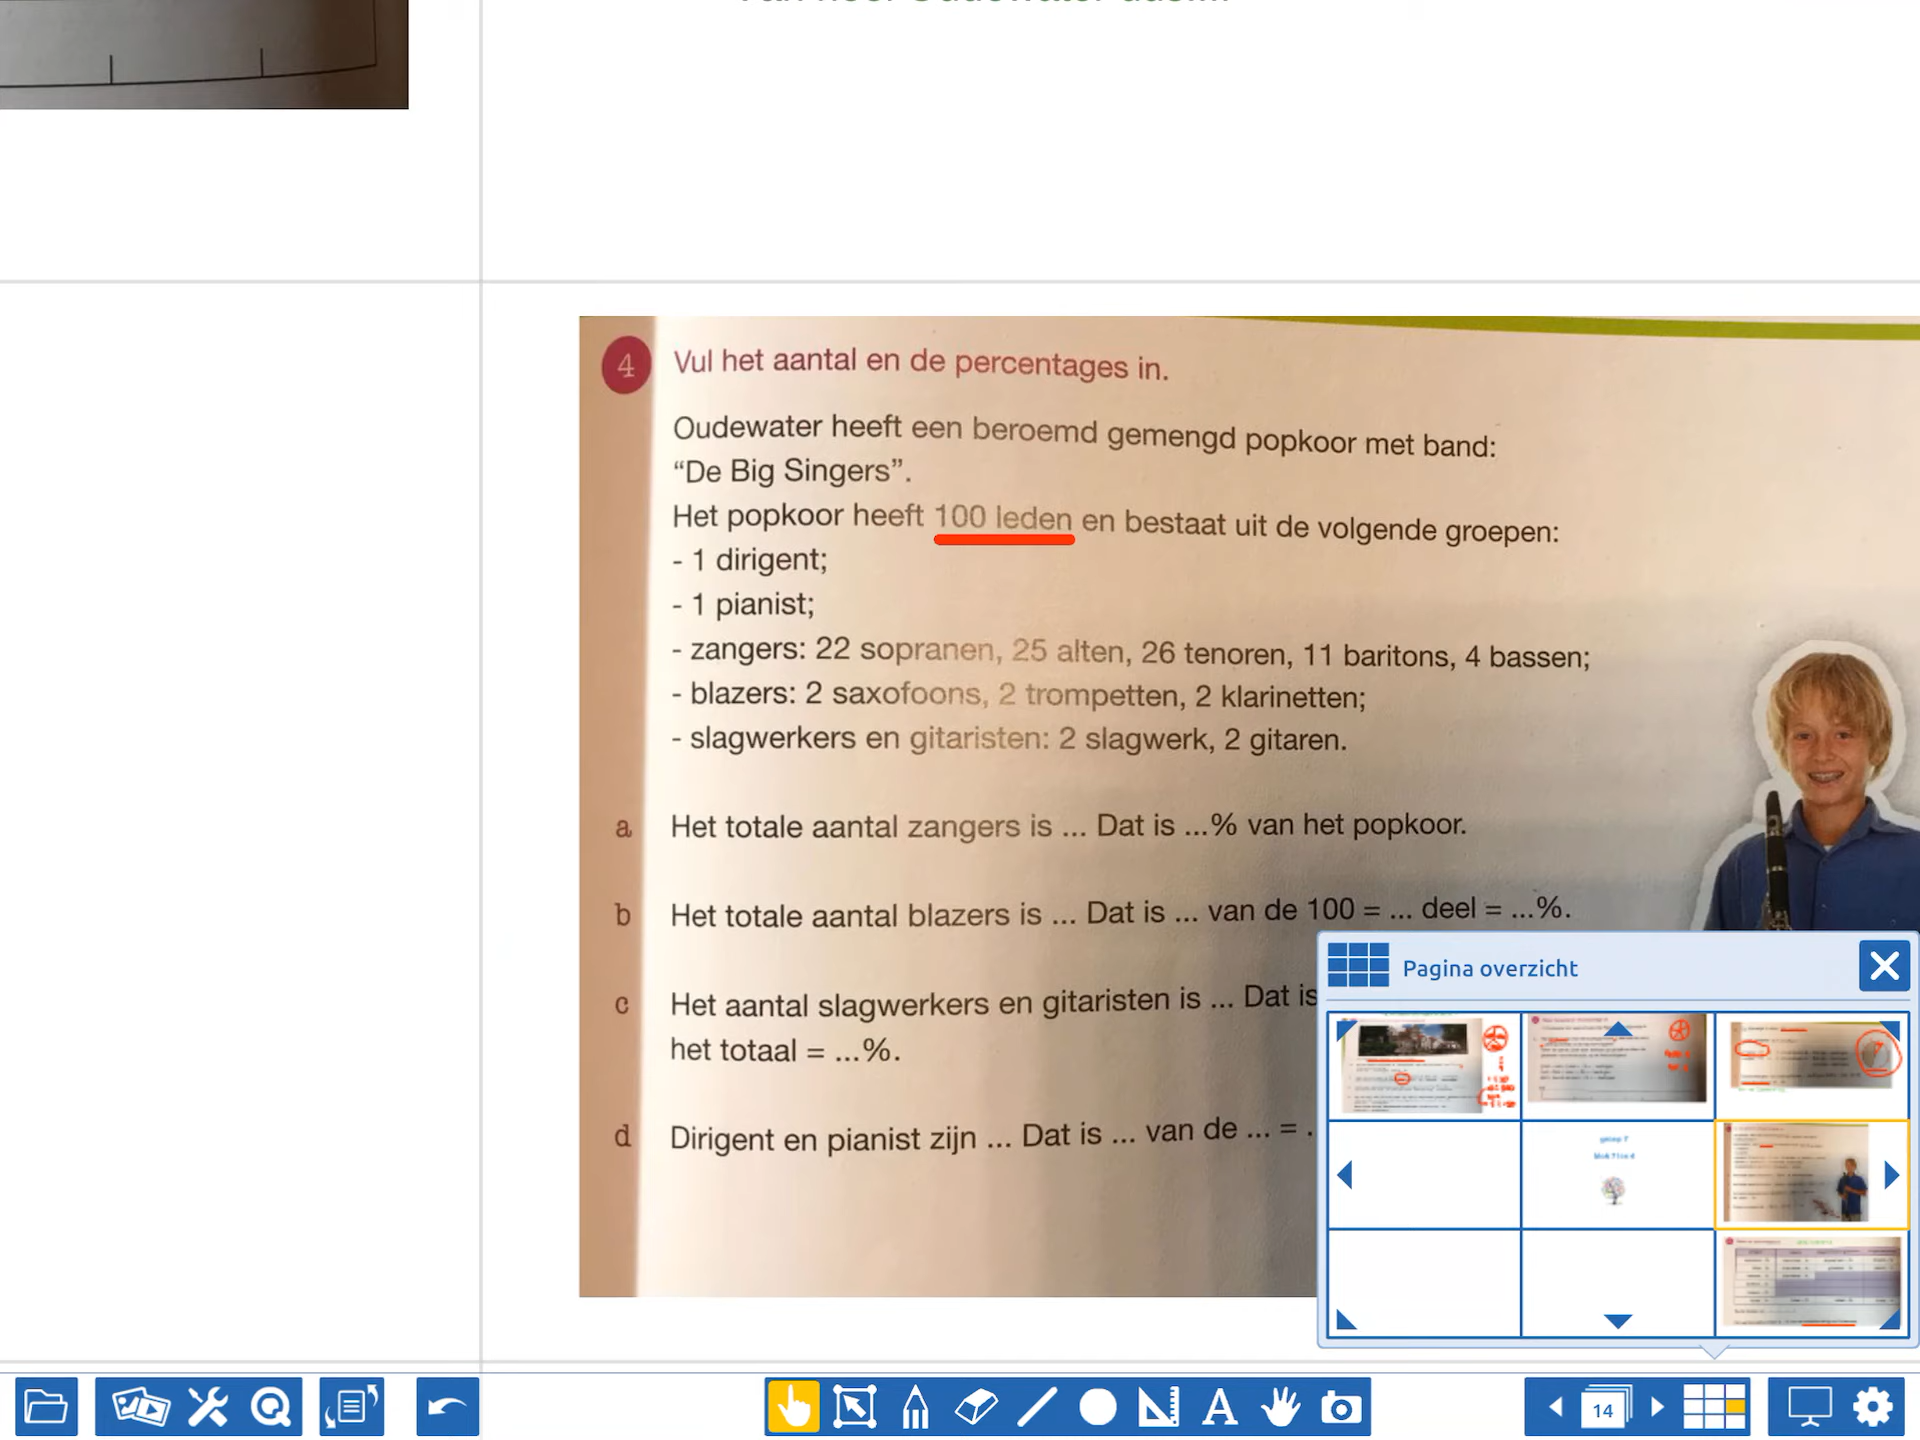 4 Vul het aantal en de percentages in.
Oudewater heeft een beroemd gemengd popkoor met band:
“De Big Singers”.
Het popkoor heeft 100 leden en bestaat uit de volgende groepen:
- 1 dirigent;
- 1 pianist;
- zangers: 22 sopranen, 25 alten, 26 tenoren, 11 baritons, 4 bassen;
- blazers: 2 saxofoons, 2 trompetten, 2 klarinetten;
- slagwerkers en gitaristen: 2 slagwerk, 2 gitaren.
a Het totale aantal zangers is ... Dat is ...% van het popkoor.
b Het totale aantal blazers is ... Dat is ... van de 100 = ... deel = ...%.
c Het aantal slagwerkers en gitaristen is ... Dat is
het totaal = ...%.
d Dirigent en pianist zijn ... Dat is ... van de ... = .
Pagina overzicht
groep 7
A
14